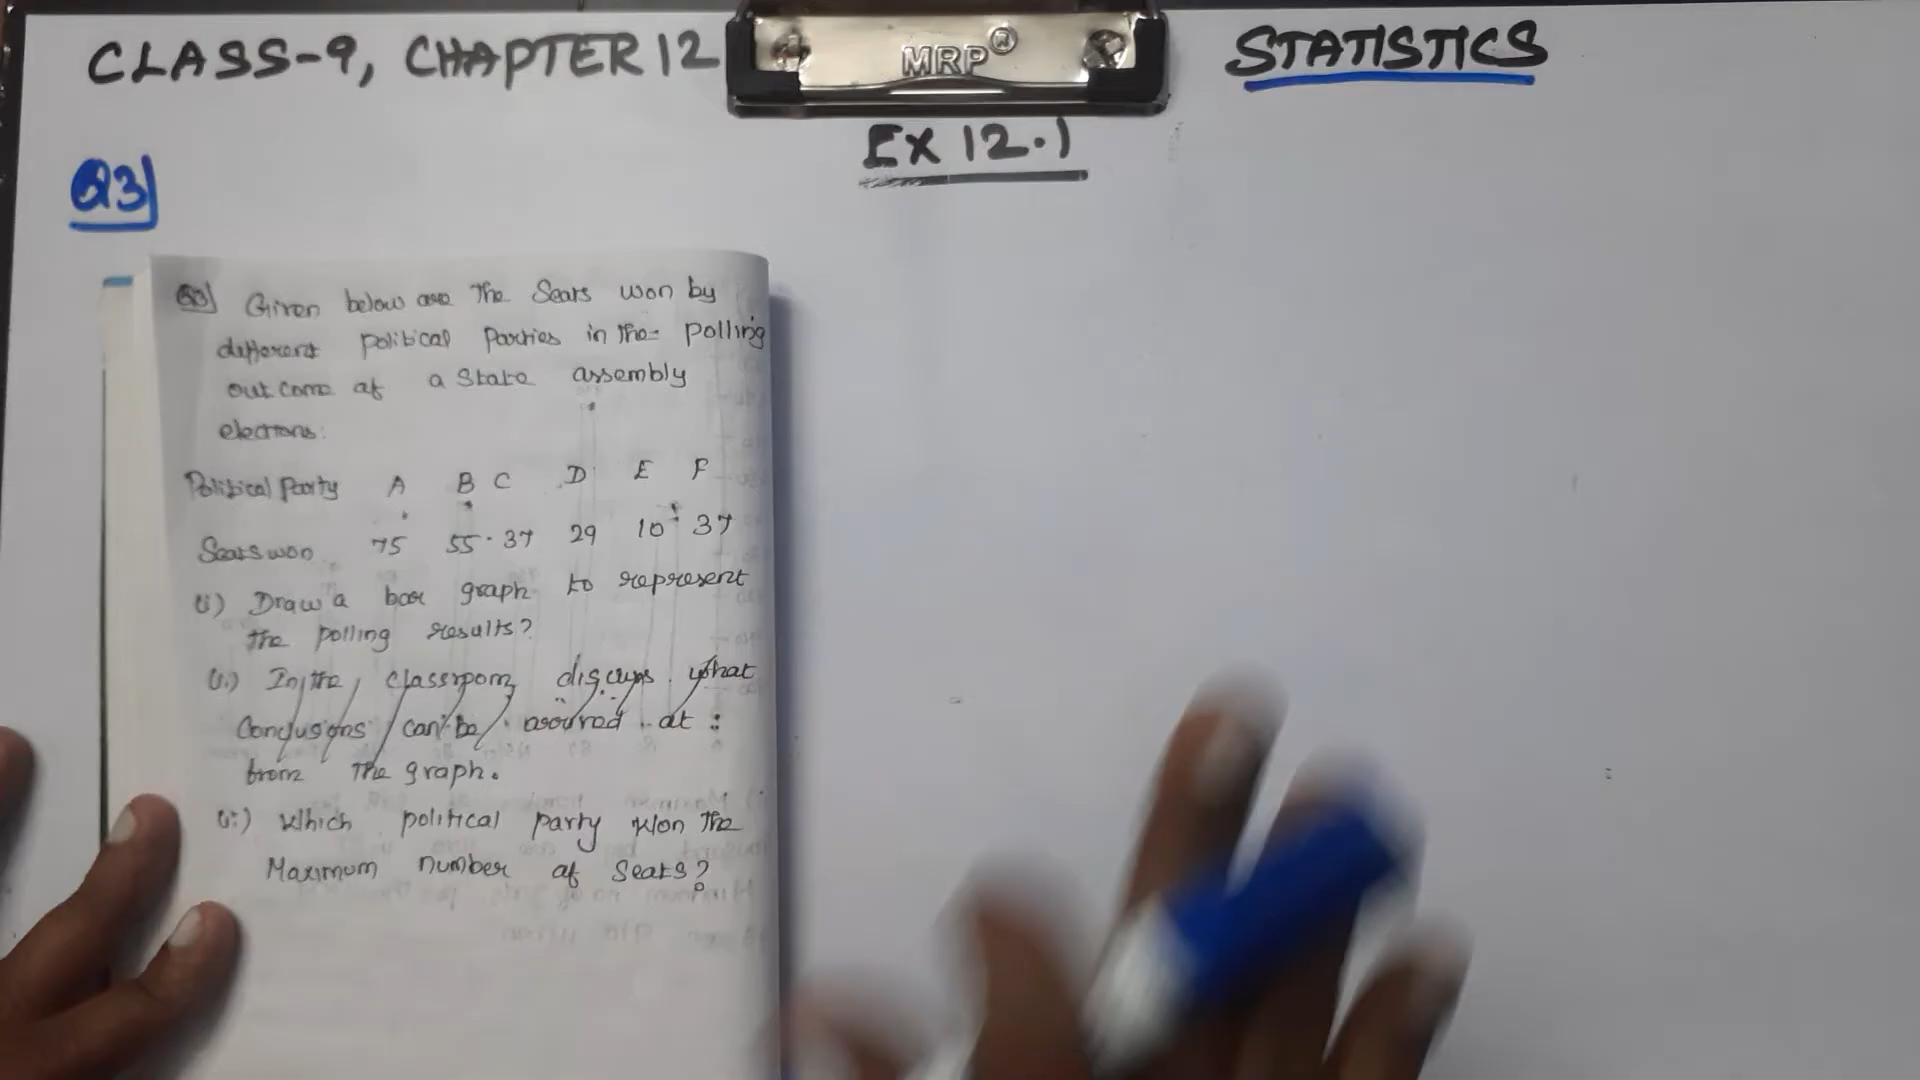 CLASS-9, CHAPTER 12
MRP®
STATISTICS
EX 12.1
Q3
Q3) Given below are the Seats won by
different political Parties in the polling
out come of a State assembly
elections:
Political Party A B C D E F
Seats won 75 55 37 29 10 37
(i) Draw a bar graph to represent
the polling results?
(ii) In the classroom discuss what
Conclusions can be arrived at
from the graph.
(ii) which political party won the
Maximum number of Seats?